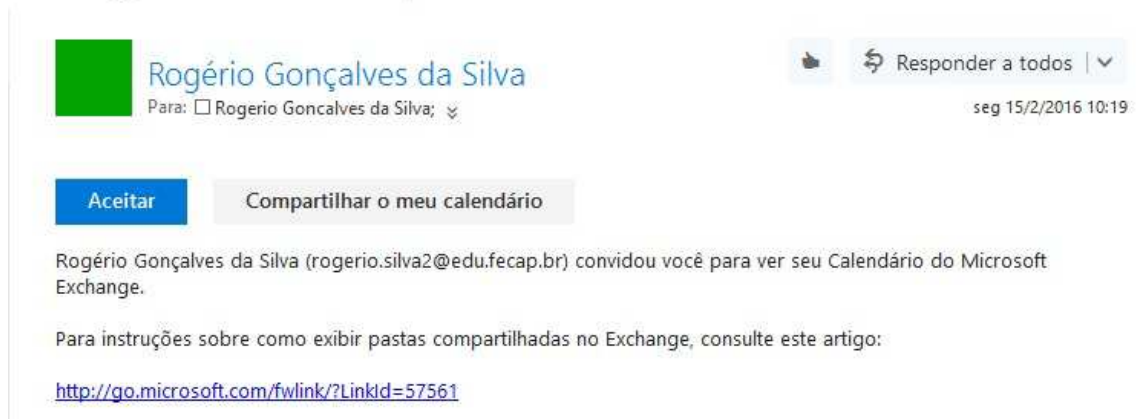 Rogério Gonçalves da Silva
Para: Rogerio Goncalves da Silva;
Responder a todos
seg 15/2/2016 10:19
Aceitar
Compartilhar o meu calendário
Rogério Gonçalves da Silva (rogerio.silva2@edu.fecap.br) convidou você para ver seu Calendário do Microsoft
Exchange.
Para instruções sobre como exibir pastas compartilhadas no Exchange, consulte este artigo:
http://go.microsoft.com/fwlink/?LinkId=57561